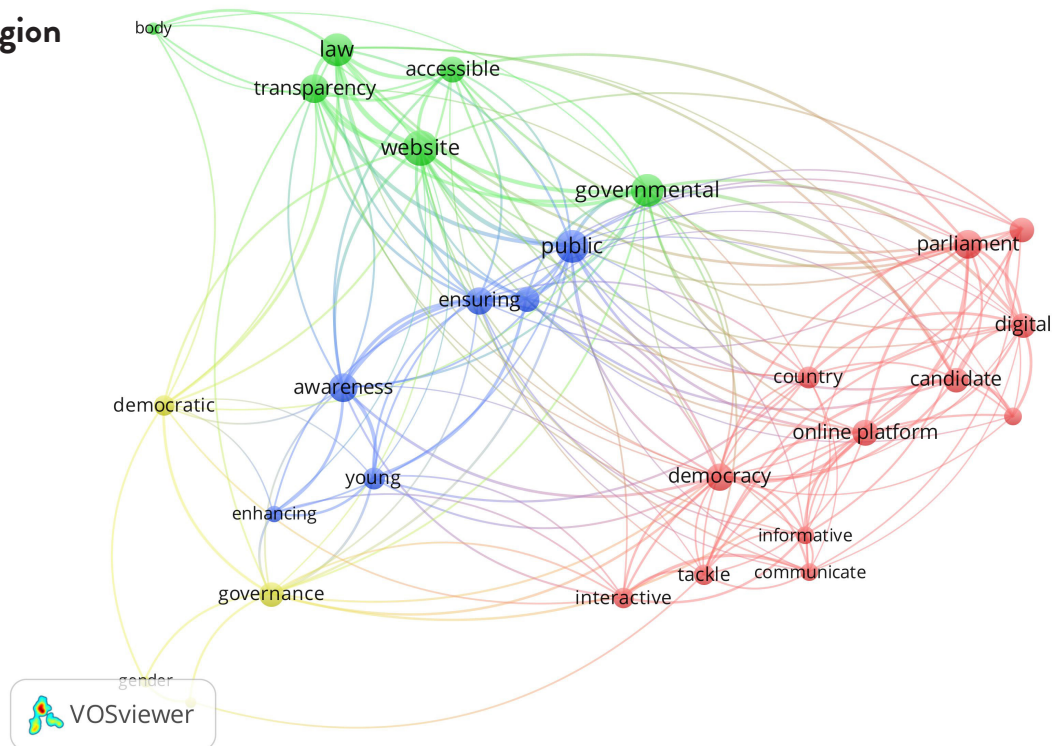 gion
body
law
accessible
transparency
website
governmental
public
parliament
ensuring
digital
country
candidate
awareness
democratic
online platform
democracy
young
enhancing
informative
communicate
tackle
governance
interactive
gender
VOSviewer